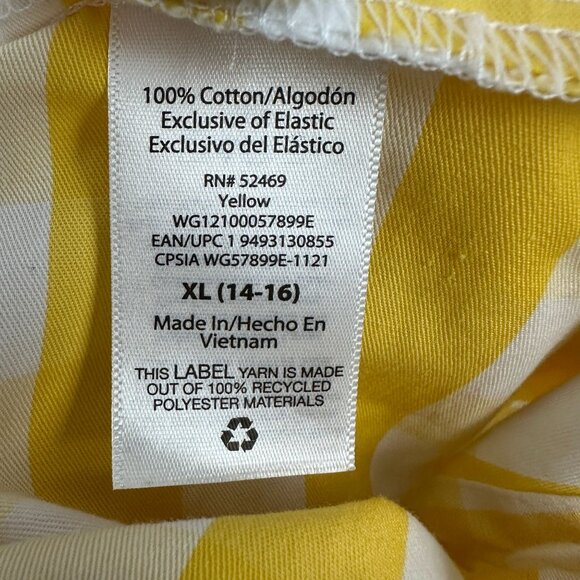 100% Cotton/Algodón
Exclusive of Elastic
Exclusivo del Elástico
RN# 52469
Yellow
WG12100057899E
EAN/UPC 1 9493130855
CPSIA WG57899E-1121
XL (14-16)
Made In/Hecho En
Vietnam
THIS LABEL YARN IS MADE
OUT OF 100% RECYCLED
POLYESTER MATERIALS